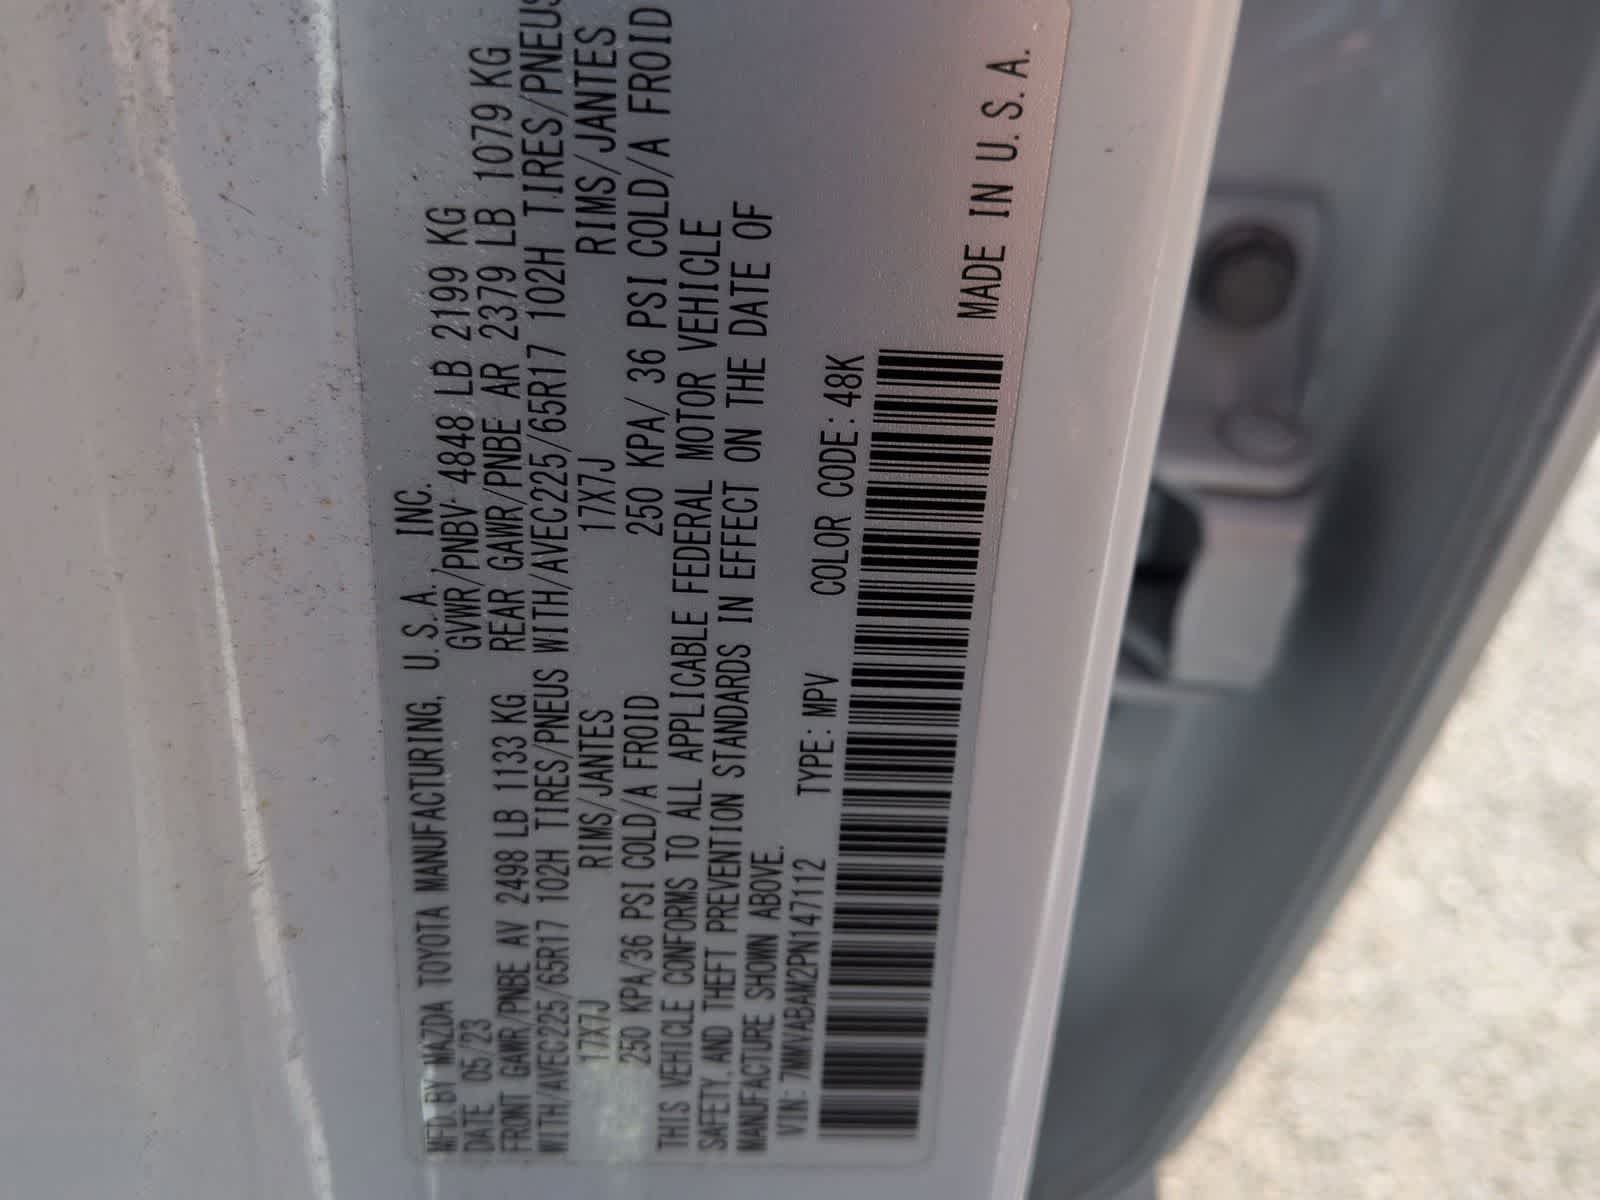 MFD. BY MAZDA TOYOTA MANUFACTURING, U.S.A., INC.
DATE 05/23 GVWR/PNBV 4848 LB 2199 KG
FRONT GAWR/PNBE AV 2498 LB 1133 KG REAR GAWR/PNBE AR 2379 LB 1079 KG
WITH/AVEC225/65R17 102H TIRES/PNEUS WITH/AVEC225/65R17 102H TIRES/PNEUS
17X7J RIMS/JANTES 17X7J RIMS/JANTES
250 KPA/36 PSI COLD/A FROID 250 KPA/ 36 PSI COLD/A FROID
THIS VEHICLE CONFORMS TO ALL APPLICABLE FEDERAL MOTOR VEHICLE
SAFETY, AND THEFT PREVENTION STANDARDS IN EFFECT ON THE DATE OF
MANUFACTURE SHOWN ABOVE.
VIN: 7MMVABAM2PN147112 TYPE: MPV COLOR CODE: 48K
MADE IN U.S.A.